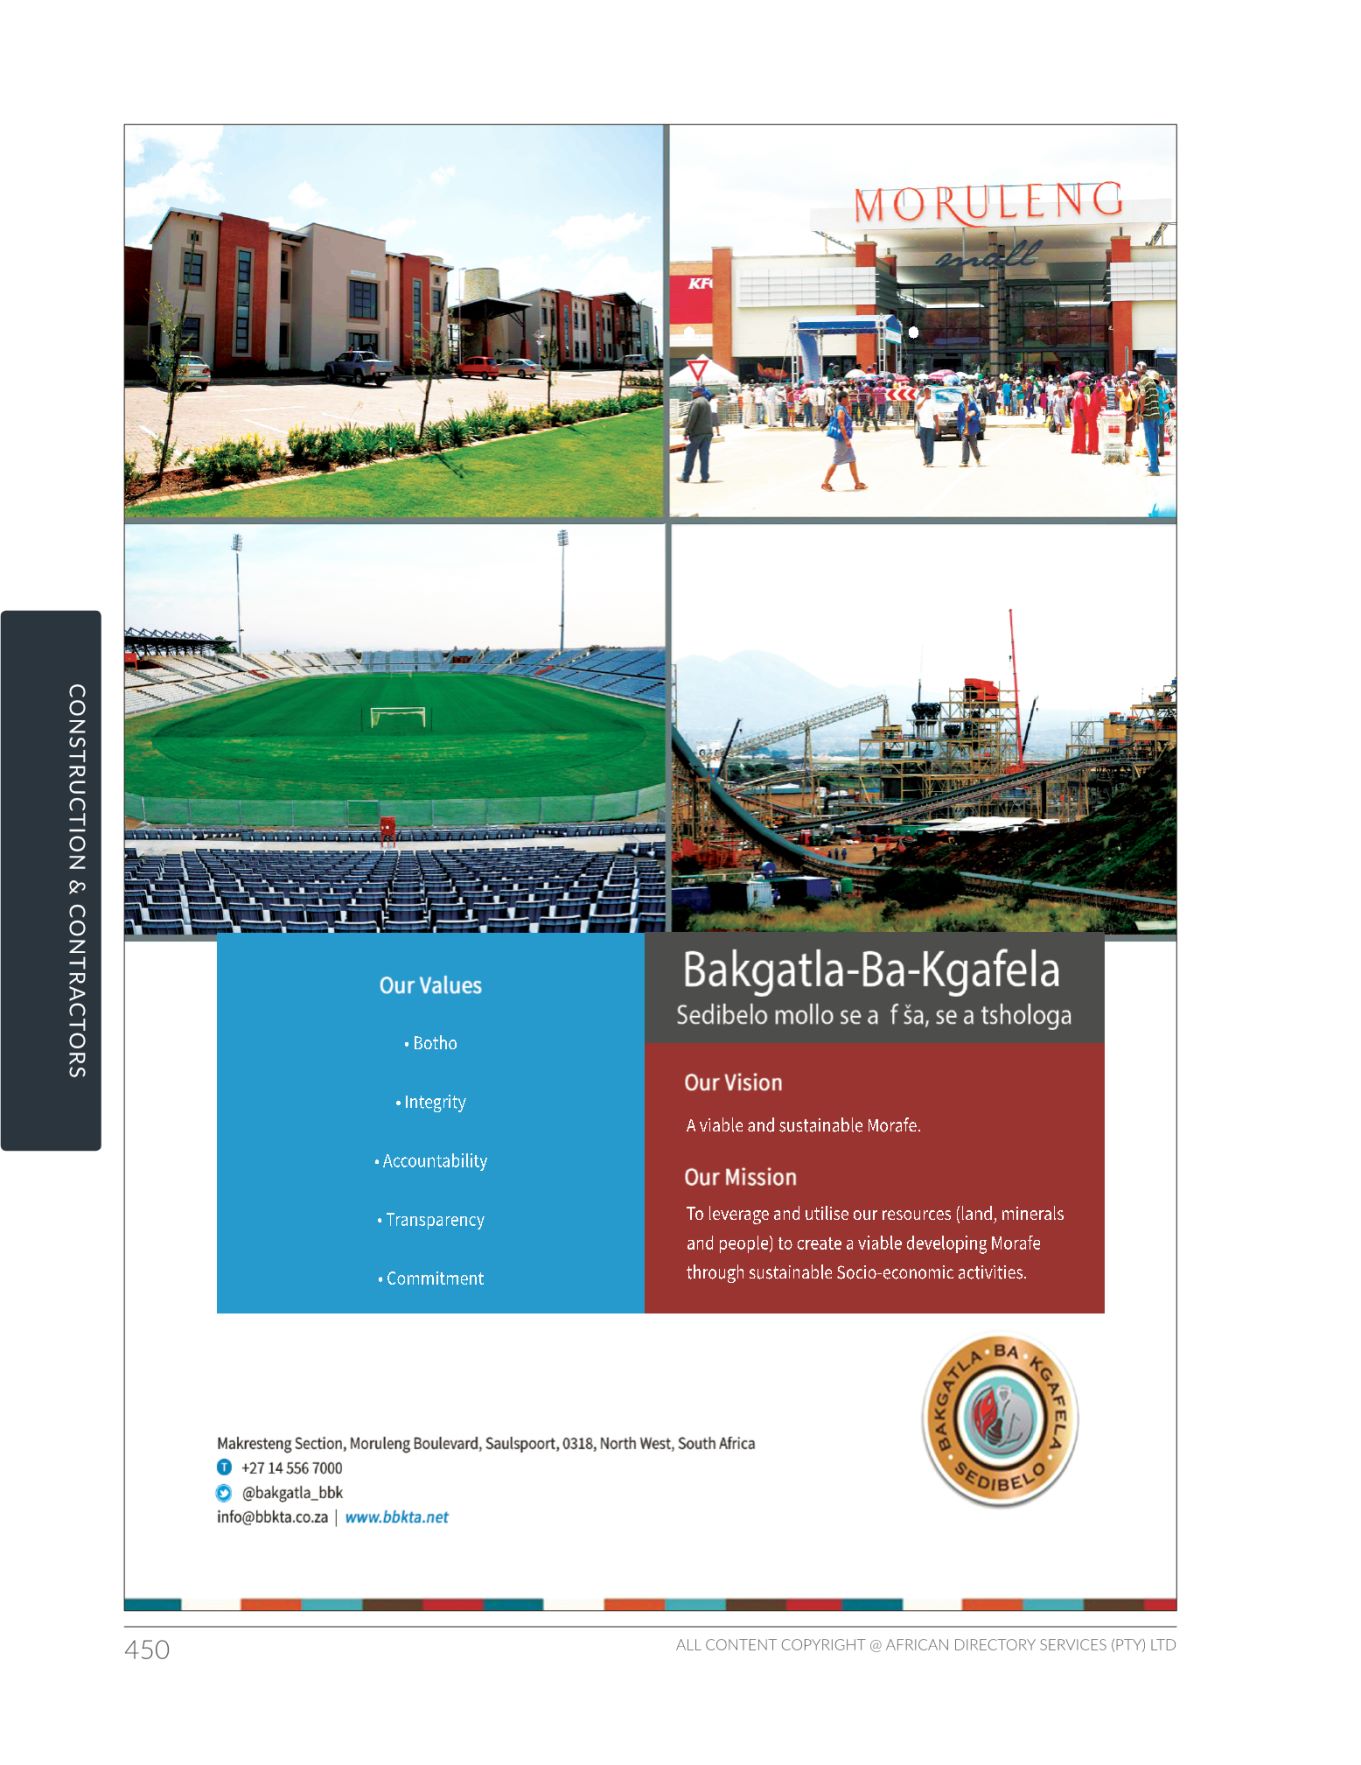 MORULENG
mall
KF
CONSTRUCTION & CONTRACTORS
Our Values
• Botho
• Integrity
• Accountability
• Transparency
• Commitment
Bakgatla-Ba-Kgafela
Sedibelo mollo se a f ša, se a tshologa
Our Vision
A viable and sustainable Morafe.
Our Mission
To leverage and utilise our resources (land, minerals
and people) to create a viable developing Morafe
through sustainable Socio-economic activities.
BAKGATLA • BA • KGAFELA
• SEDIBELO •
Makresteng Section, Moruleng Boulevard, Saulspoort, 0318, North West, South Africa
T +27 14 556 7000
@bakgatla_bbk
info@bbkta.co.za | www.bbkta.net
450
ALL CONTENT COPYRIGHT @ AFRICAN DIRECTORY SERVICES (PTY) LTD